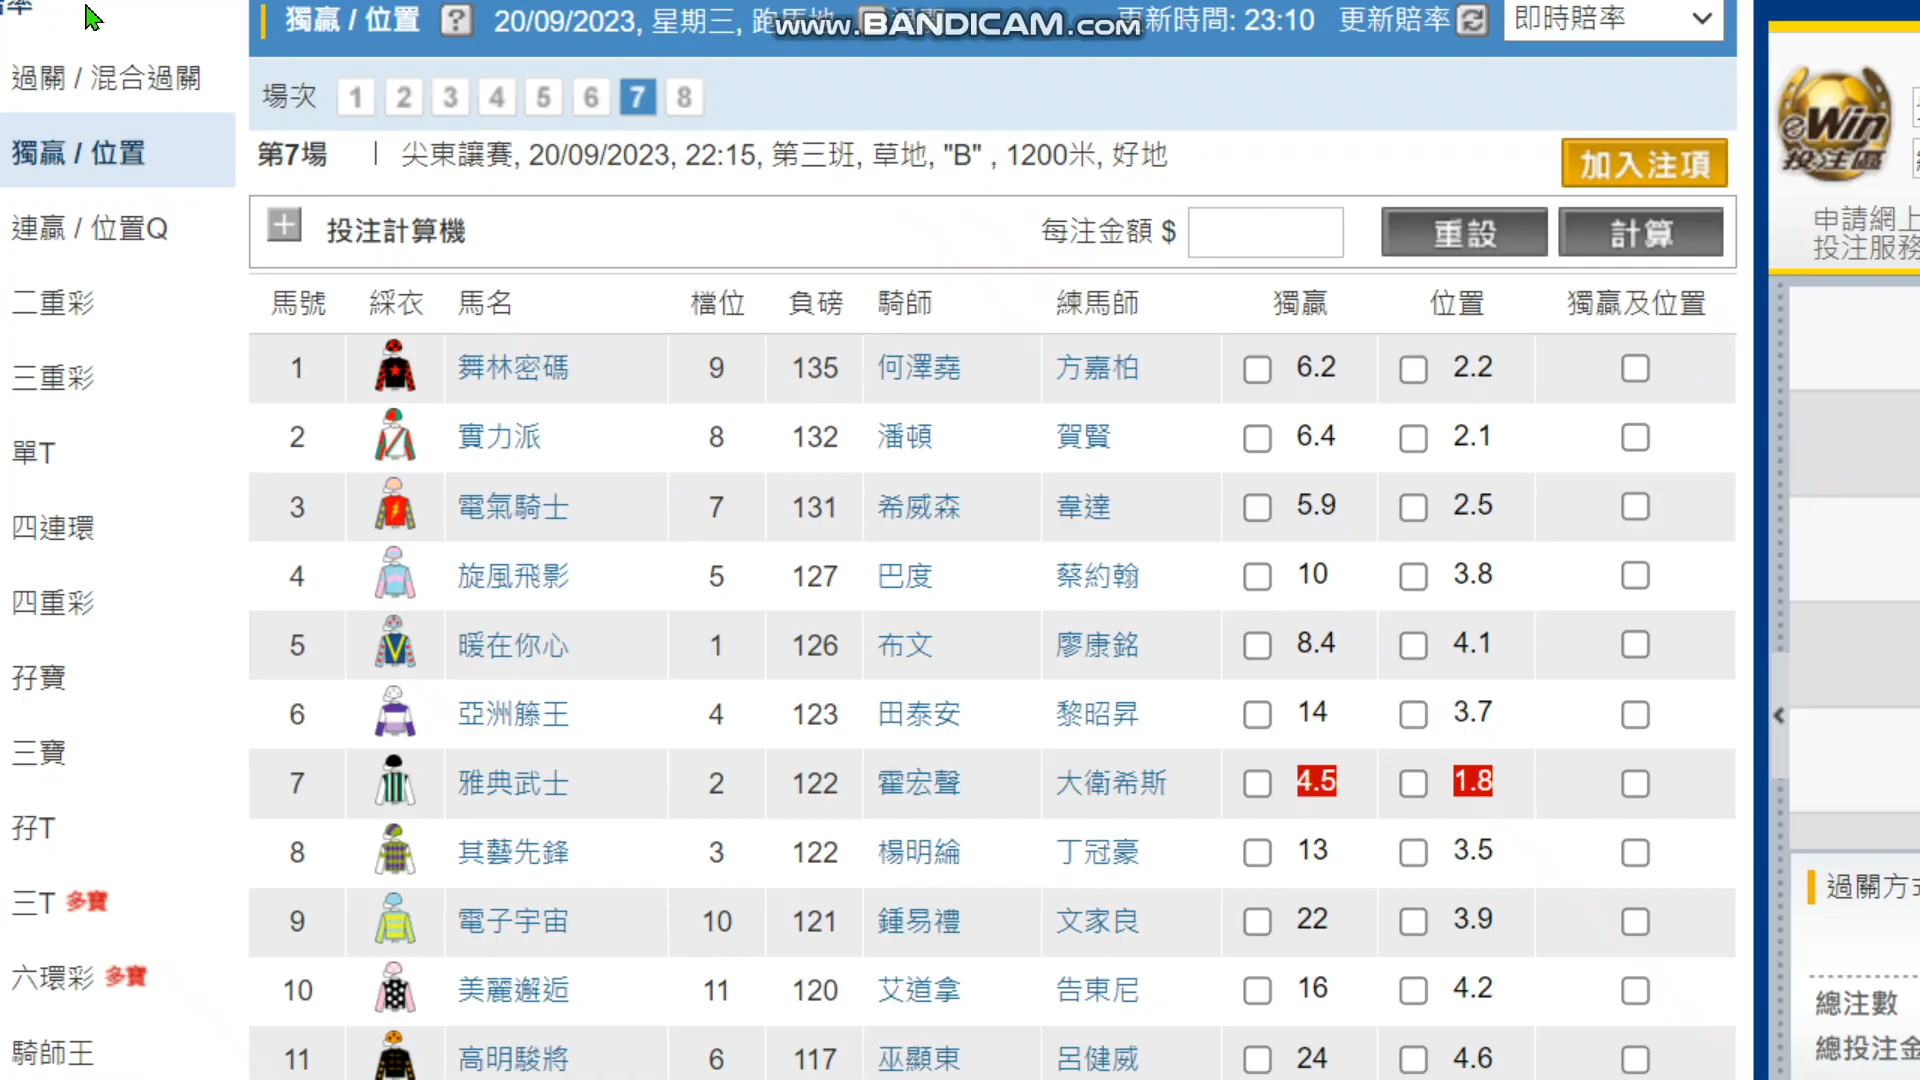 獨贏 / 位置 ? 20/09/2023, 星期三, 跑馬地 更新時間: 23:10 更新賠率 即時賠率
www.BANDICAM.com
過關 / 混合過關
獨贏 / 位置
連贏 / 位置Q
二重彩
三重彩
單T
四連環
四重彩
孖寶
三寶
孖T
三T 多寶
六環彩 多寶
騎師王
場次 1 2 3 4 5 6 7 8
第7場 | 尖東讓賽, 20/09/2023, 22:15, 第三班, 草地, "B" , 1200米, 好地
加入注項
投注計算機 每注金額 $ 重設 計算
馬號 綵衣 馬名 檔位 負磅 騎師 練馬師 獨贏 位置 獨贏及位置
1 舞林密碼 9 135 何澤堯 方嘉柏 6.2 2.2
2 實力派 8 132 潘頓 賀賢 6.4 2.1
3 電氣騎士 7 131 希威森 韋達 5.9 2.5
4 旋風飛影 5 127 巴度 蔡約翰 10 3.8
5 暖在你心 1 126 布文 廖康銘 8.4 4.1
6 亞洲籐王 4 123 田泰安 黎昭昇 14 3.7
7 雅典武士 2 122 霍宏聲 大衛希斯 4.5 1.8
8 其藝先鋒 3 122 楊明綸 丁冠豪 13 3.5
9 電子宇宙 10 121 鍾易禮 文家良 22 3.9
10 美麗邂逅 11 120 艾道拿 告東尼 16 4.2
11 高明駿將 6 117 巫顯東 呂健威 24 4.6
eWin
投注區
申請網上
投注服務
過關方式
總注數
總投注金